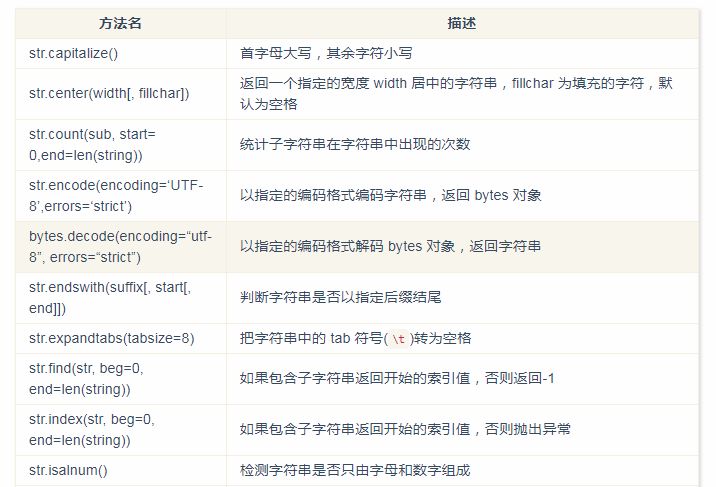 方法名 描述
str.capitalize() 首字母大写，其余字符小写
str.center(width[, fillchar]) 返回一个指定的宽度 width 居中的字符串，fillchar 为填充的字符，默
认为空格
str.count(sub, start=
0,end=len(string)) 统计子字符串在字符串中出现的次数
str.encode(encoding=‘UTF-
8’,errors=‘strict’) 以指定的编码格式编码字符串，返回 bytes 对象
bytes.decode(encoding=“utf-
8”, errors=“strict”) 以指定的编码格式解码 bytes 对象，返回字符串
str.endswith(suffix[, start[,
end]]) 判断字符串是否以指定后缀结尾
str.expandtabs(tabsize=8) 把字符串中的 tab 符号(\t)转为空格
str.find(str, beg=0,
end=len(string)) 如果包含子字符串返回开始的索引值，否则返回-1
str.index(str, beg=0,
end=len(string)) 如果包含子字符串返回开始的索引值，否则抛出异常
str.isalnum() 检测字符串是否只由字母和数字组成